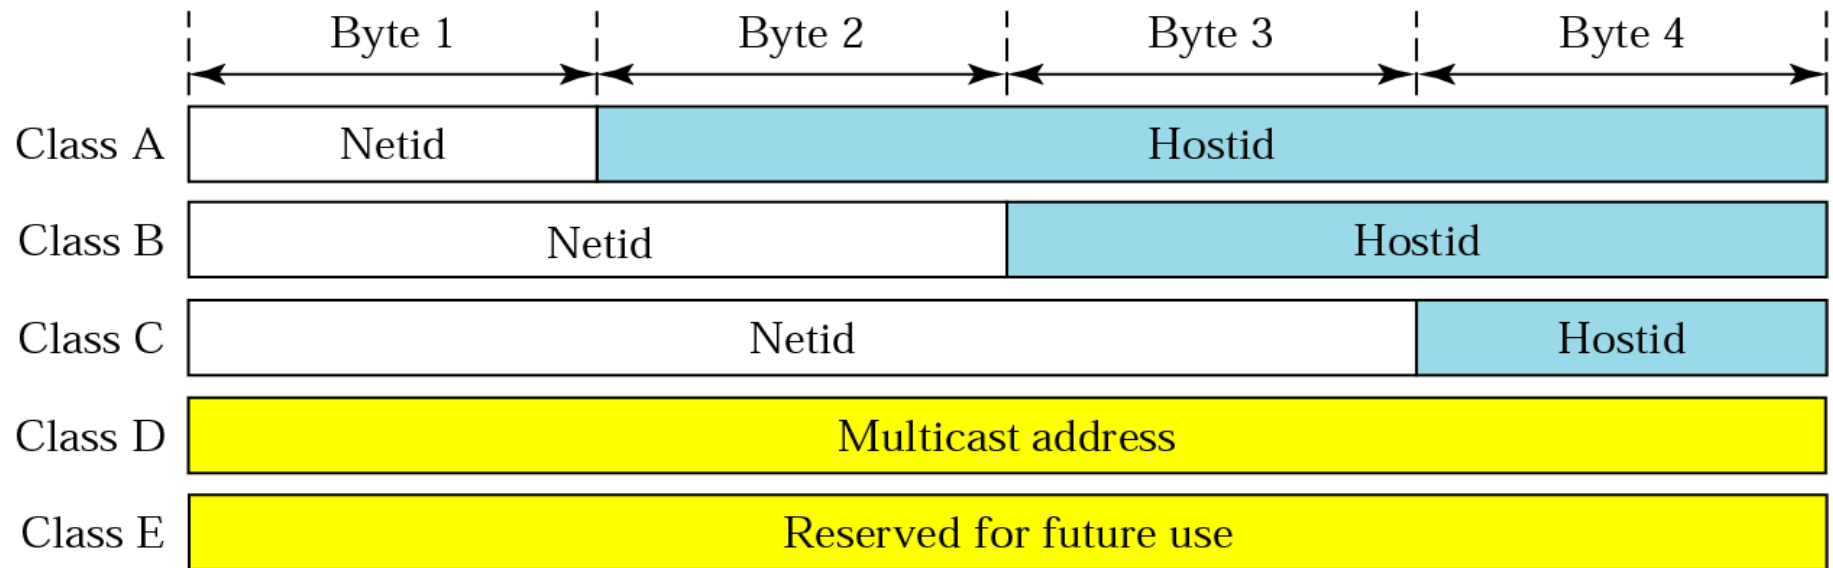 Byte 1 Byte 2 Byte 3 Byte 4
Class A Netid Hostid
Class B Netid Hostid
Class C Netid Hostid
Class D Multicast address
Class E Reserved for future use